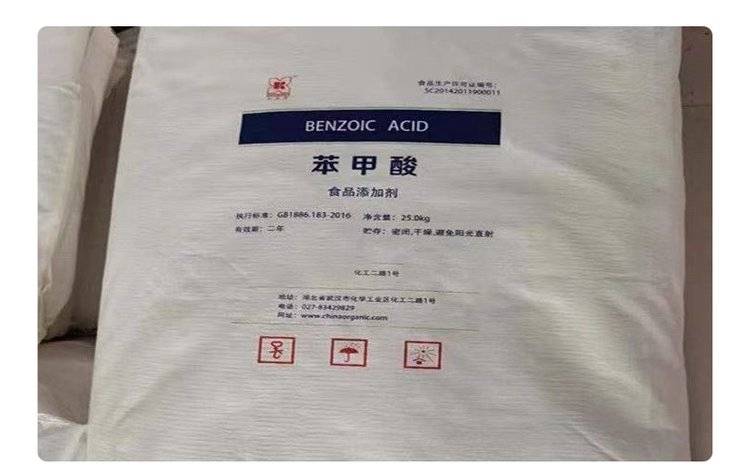 食品生产许可证编号:
SC20142011900011
BENZOIC ACID
苯甲酸
食品添加剂
执行标准: GB1886.183-2016 净含量: 25.0kg
有效期: 二年 贮存: 密闭,干燥,避免阳光直射
化工二路1号
地址: 湖北省武汉市化学工业区化工二路1号
电话: 027-83429829
网址: www.chinaorganic.com